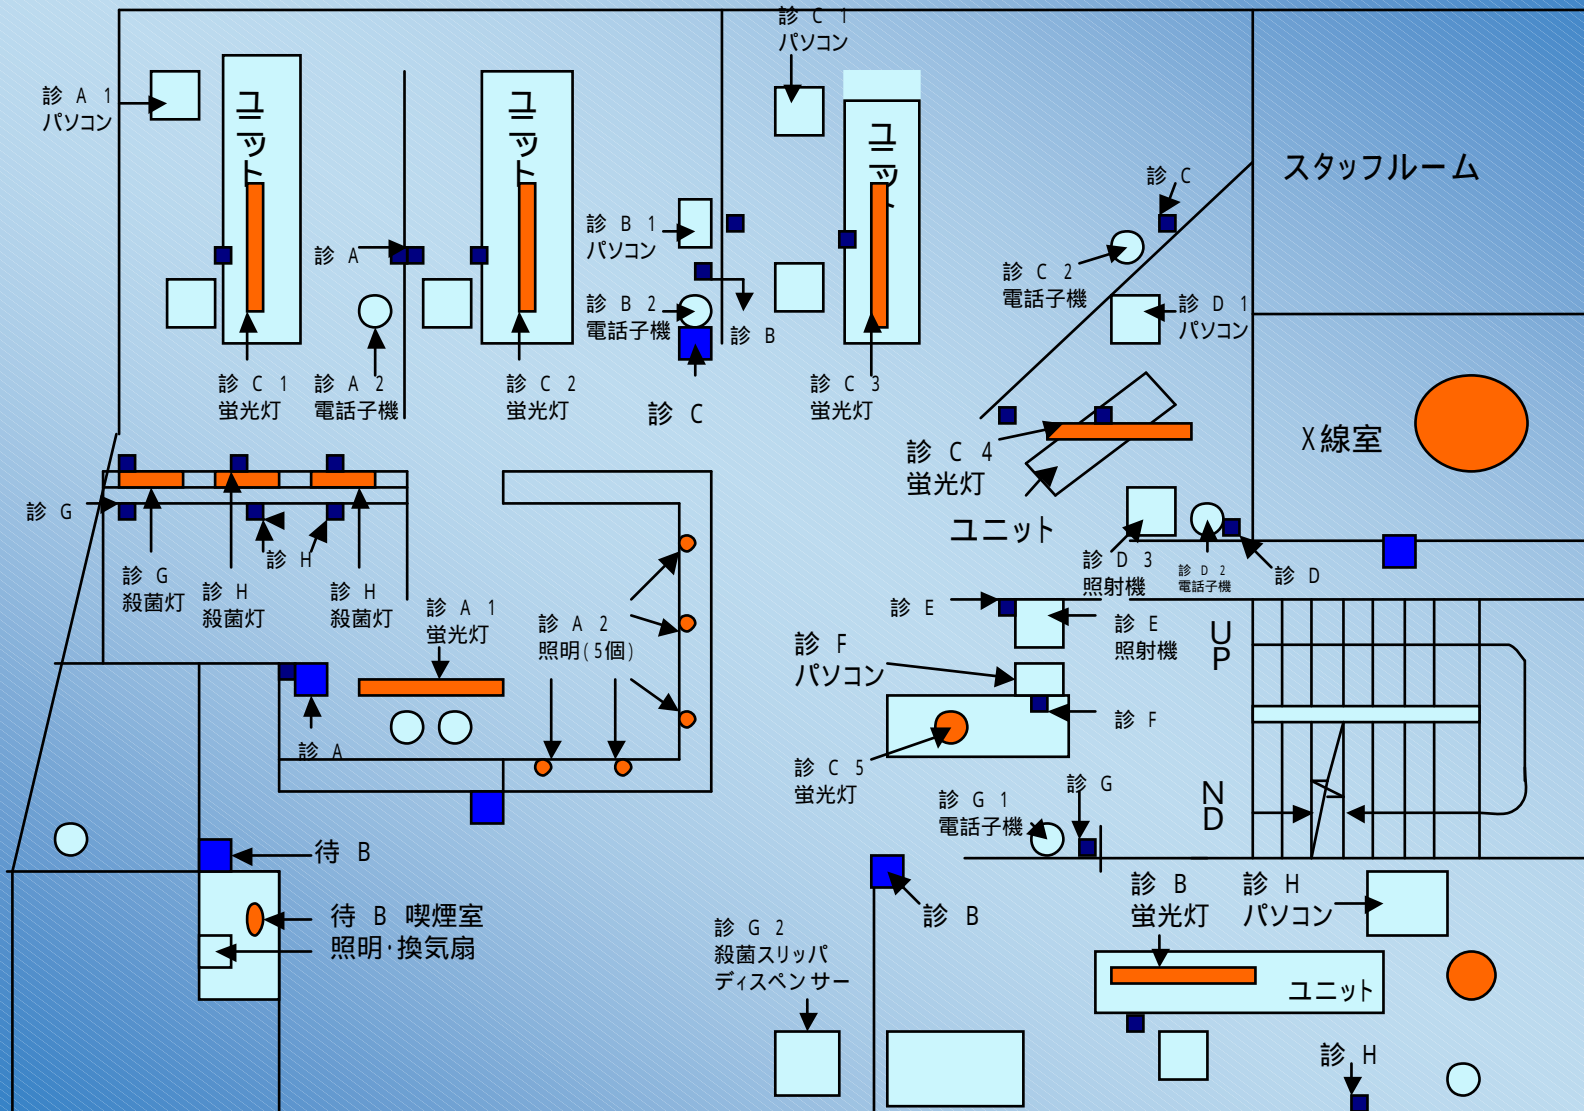 診 C 1
パソコン
診 A 1
パソコン
ユニット
ユニット
ユニット
スタッフルーム
診 C
診 B 1
パソコン
診 A
診 C 2
電話子機
診 B 2
電話子機
診 B
診 D 1
パソコン
診 C 1
蛍光灯
診 A 2
電話子機
診 C 2
蛍光灯
診 C
診 C 3
蛍光灯
X線室
診 C 4
蛍光灯
診 G
ユニット
診 H
診 G
殺菌灯
診 H
殺菌灯
診 H
殺菌灯
診 D 3
照射機
診 D 2
電話子機
診 D
診 A 1
蛍光灯
診 A 2
照明(5個)
診 E
診 E
照射機
UP
診 F
パソコン
診 F
診 A
診 C 5
蛍光灯
診 G 1
電話子機
診 G
ND
待 B
診 B
診 B
蛍光灯
診 H
パソコン
待 B 喫煙室
照明・換気扇
診 G 2
殺菌スリッパ
ディスペンサー
ユニット
診 H